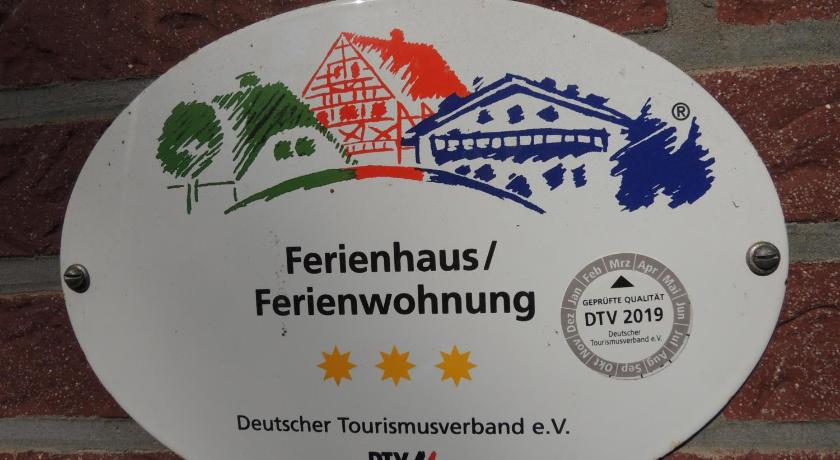 ®
Ferienhaus/
Ferienwohnung
Jan Feb Mrz Apr Mai Jun Jul Aug Sep Okt Nov Dez
GEPRÜFTE QUALITÄT
DTV 2019
Deutscher
Tourismusverband e.V.
Deutscher Tourismusverband e.V.
DTV